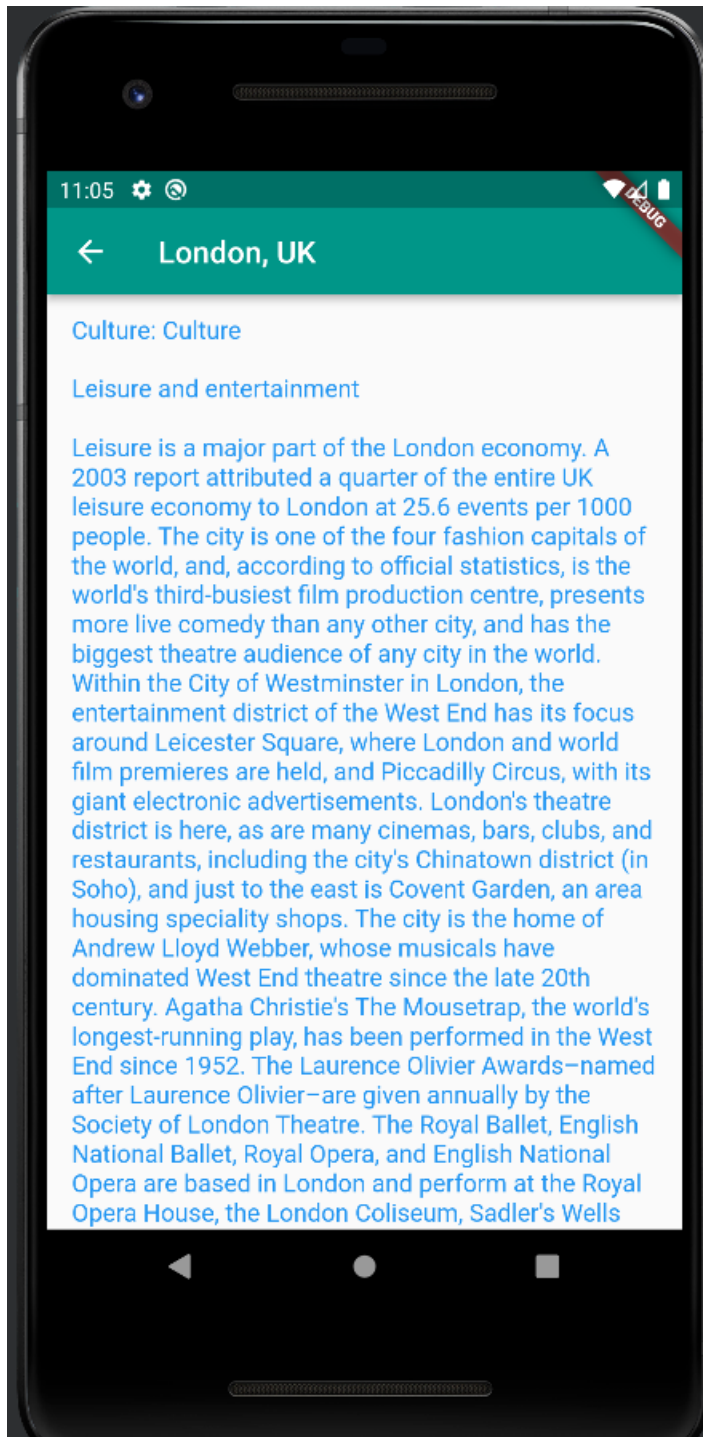 11:05
DEBUG
London, UK
Culture: Culture
Leisure and entertainment
Leisure is a major part of the London economy. A
2003 report attributed a quarter of the entire UK
leisure economy to London at 25.6 events per 1000
people. The city is one of the four fashion capitals of
the world, and, according to official statistics, is the
world's third-busiest film production centre, presents
more live comedy than any other city, and has the
biggest theatre audience of any city in the world.
Within the City of Westminster in London, the
entertainment district of the West End has its focus
around Leicester Square, where London and world
film premieres are held, and Piccadilly Circus, with its
giant electronic advertisements. London's theatre
district is here, as are many cinemas, bars, clubs, and
restaurants, including the city's Chinatown district (in
Soho), and just to the east is Covent Garden, an area
housing speciality shops. The city is the home of
Andrew Lloyd Webber, whose musicals have
dominated West End theatre since the late 20th
century. Agatha Christie's The Mousetrap, the world's
longest-running play, has been performed in the West
End since 1952. The Laurence Olivier Awards–named
after Laurence Olivier–are given annually by the
Society of London Theatre. The Royal Ballet, English
National Ballet, Royal Opera, and English National
Opera are based in London and perform at the Royal
Opera House, the London Coliseum, Sadler's Wells